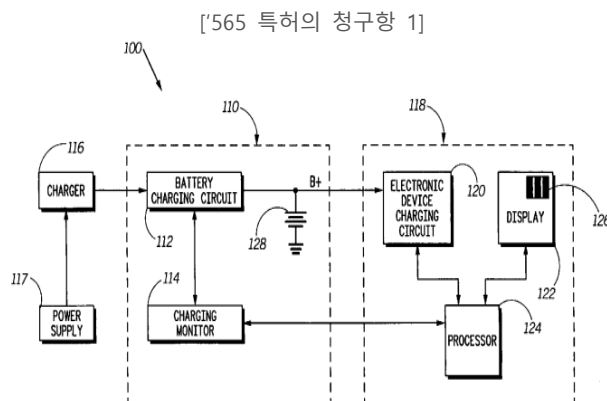 ['565 특허의 청구항 1]
100
110
118
116
CHARGER
BATTERY
CHARGING CIRCUIT
112
B+
128
ELECTRONIC
DEVICE
CHARGING
CIRCUIT
120
DISPLAY
126
122
117
POWER
SUPPLY
114
CHARGING
MONITOR
PROCESSOR
124